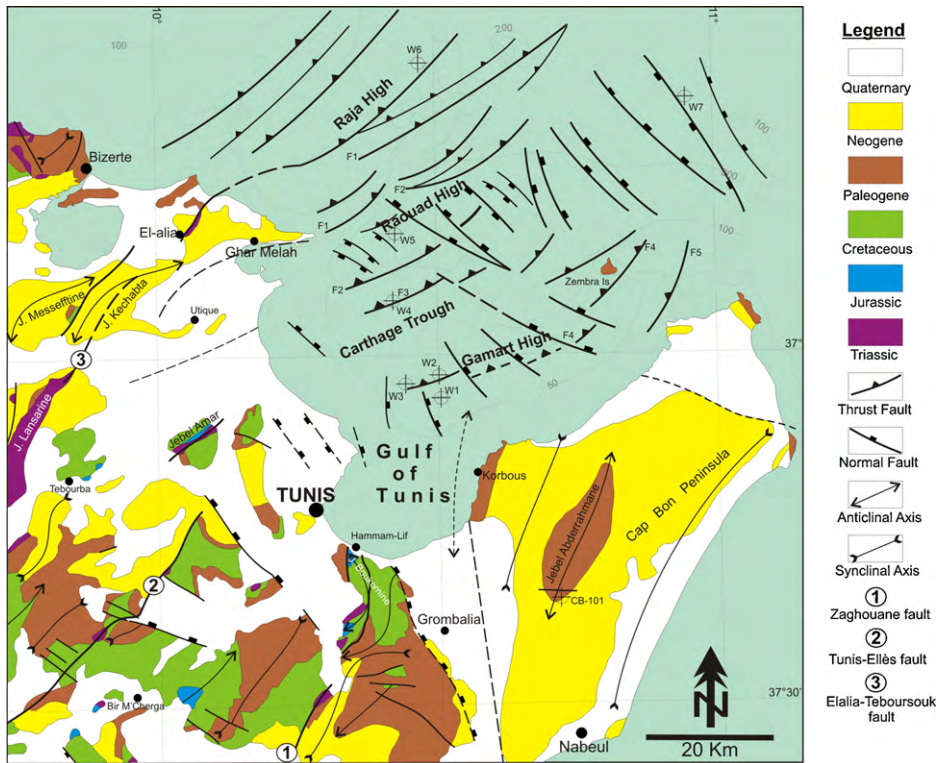 10°
11°
100
200
W6
Raja High
W7
100
Bizerte
F1
F2
Raouad High
100
El-alia
Ghar Melah
F1
W5
F4
F5
Zembra Is
J. Messefftine
J. Kechabta
F2
F3
W4
Utique
Carthage Trough
Gamart High
F4
37°
3
W2
W3
W1
50
J. Lansarine
Jebel Amar
Gulf
of
Tunis
Tebourba
TUNIS
Korbous
Cap Bon Peninsula
Jebel Abderrahmane
Hammam-Lif
2
CB-101
Grombalia
Bir M'Cherga
N
37°30'
1
Nabeul
20 Km
Legend
Quaternary
Neogene
Paleogene
Cretaceous
Jurassic
Triassic
Thrust Fault
Normal Fault
Anticlinal Axis
Synclinal Axis
1
Zaghouane fault
2
Tunis-Ellès fault
3
Elalia-Teboursouk
fault